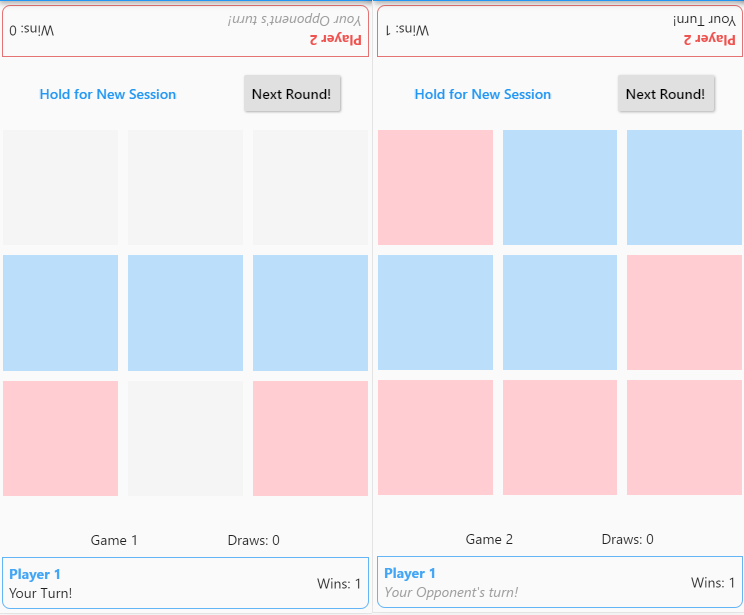 Wins: 0
Your Opponent's turn!
Player 2
Hold for New Session
Next Round!
Game 1
Draws: 0
Player 1
Your Turn!
Wins: 1
Wins: 1
Your Turn!
Player 2
Hold for New Session
Next Round!
Game 2
Draws: 0
Player 1
Your Opponent's turn!
Wins: 1